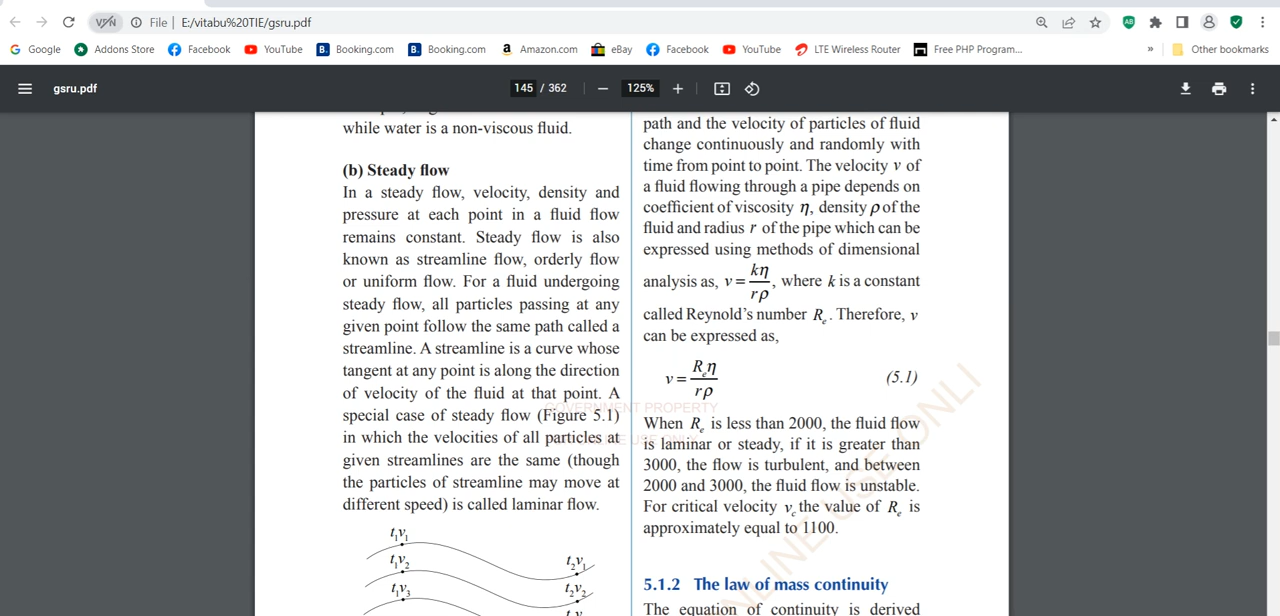 VPN File | E:/vitabu%20TIE/gsru.pdf
Google Addons Store Facebook YouTube Booking.com Booking.com Amazon.com eBay Facebook YouTube LTE Wireless Router Free PHP Program... » Other bookmarks
gsru.pdf 145 / 362 — 125% +
while water is a non-viscous fluid.
(b) Steady flow
In a steady flow, velocity, density and
pressure at each point in a fluid flow
remains constant. Steady flow is also
known as streamline flow, orderly flow
or uniform flow. For a fluid undergoing
steady flow, all particles passing at any
given point follow the same path called a
streamline. A streamline is a curve whose
tangent at any point is along the direction
of velocity of the fluid at that point. A
special case of steady flow (Figure 5.1)
in which the velocities of all particles at
given streamlines are the same (though
the particles of streamline may move at
different speed) is called laminar flow.
t₁v₁
t₁v₂
t₁v₃
t₂v₁
t₂v₂
path and the velocity of particles of fluid
change continuously and randomly with
time from point to point. The velocity v of
a fluid flowing through a pipe depends on
coefficient of viscosity η, density ρ of the
fluid and radius r of the pipe which can be
expressed using methods of dimensional
analysis as, v = kη/rρ, where k is a constant
called Reynold's number Rₑ. Therefore, v
can be expressed as,
v = Rₑη/rρ (5.1)
When Rₑ is less than 2000, the fluid flow
is laminar or steady, if it is greater than
3000, the flow is turbulent, and between
2000 and 3000, the fluid flow is unstable.
For critical velocity v꜀ the value of Rₑ is
approximately equal to 1100.
5.1.2 The law of mass continuity
The equation of continuity is derived
GOVERNMENT PROPERTY
USE ONLY
ONLINE USE ONLI